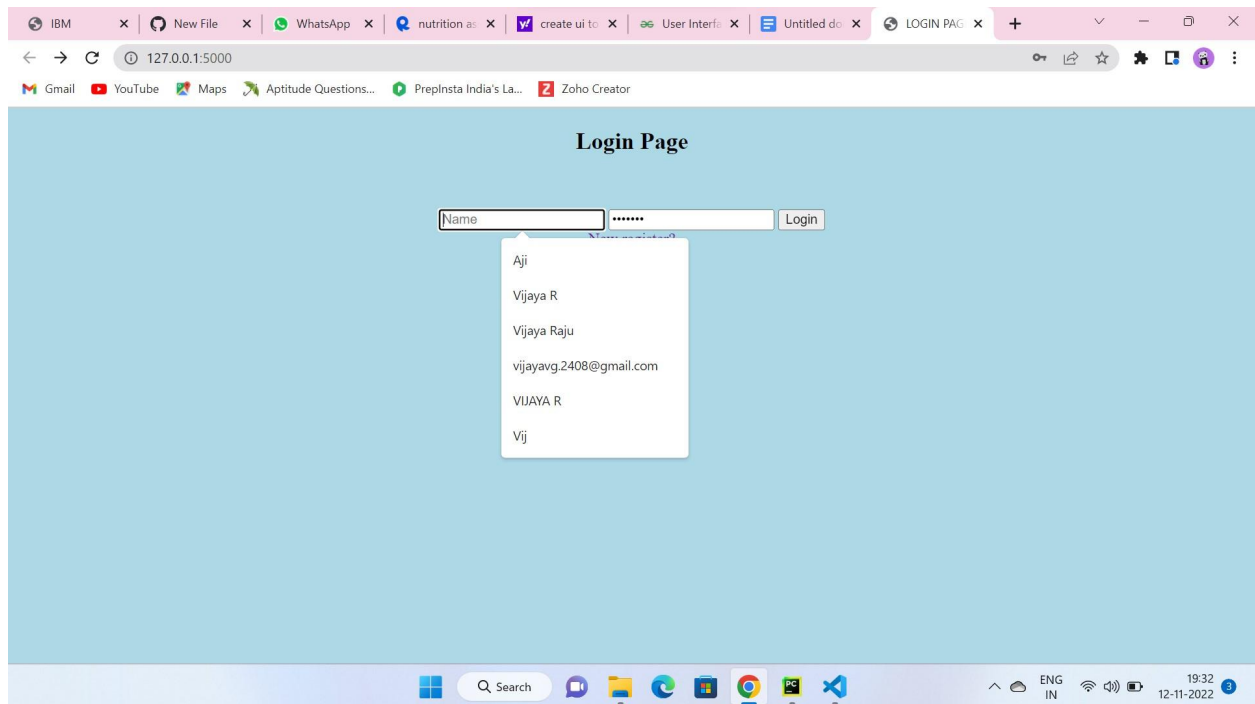 IBM New File WhatsApp nutrition as create ui to User Interfa Untitled do LOGIN PAG
127.0.0.1:5000
Gmail YouTube Maps Aptitude Questions... PrepInsta India's La... Zoho Creator
Login Page
Name ••••••• Login
New register?
Aji
Vijaya R
Vijaya Raju
vijayavg.2408@gmail.com
VIJAYA R
Vij
Search
ENG 19:32
IN 12-11-2022 3